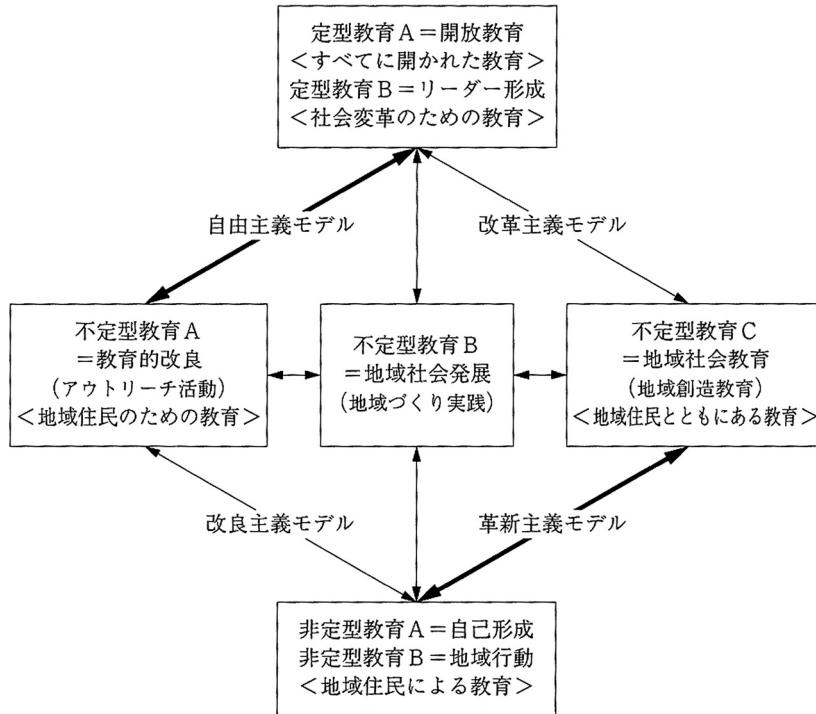 定型教育A＝開放教育
＜すべてに開かれた教育＞
定型教育B＝リーダー形成
＜社会変革のための教育＞
自由主義モデル
改革主義モデル
不定型教育A
＝教育的改良
(アウトリーチ活動)
＜地域住民のための教育＞
不定型教育B
＝地域社会発展
(地域づくり実践)
不定型教育C
＝地域社会教育
(地域創造教育)
＜地域住民とともにある教育＞
改良主義モデル
革新主義モデル
非定型教育A＝自己形成
非定型教育B＝地域行動
＜地域住民による教育＞